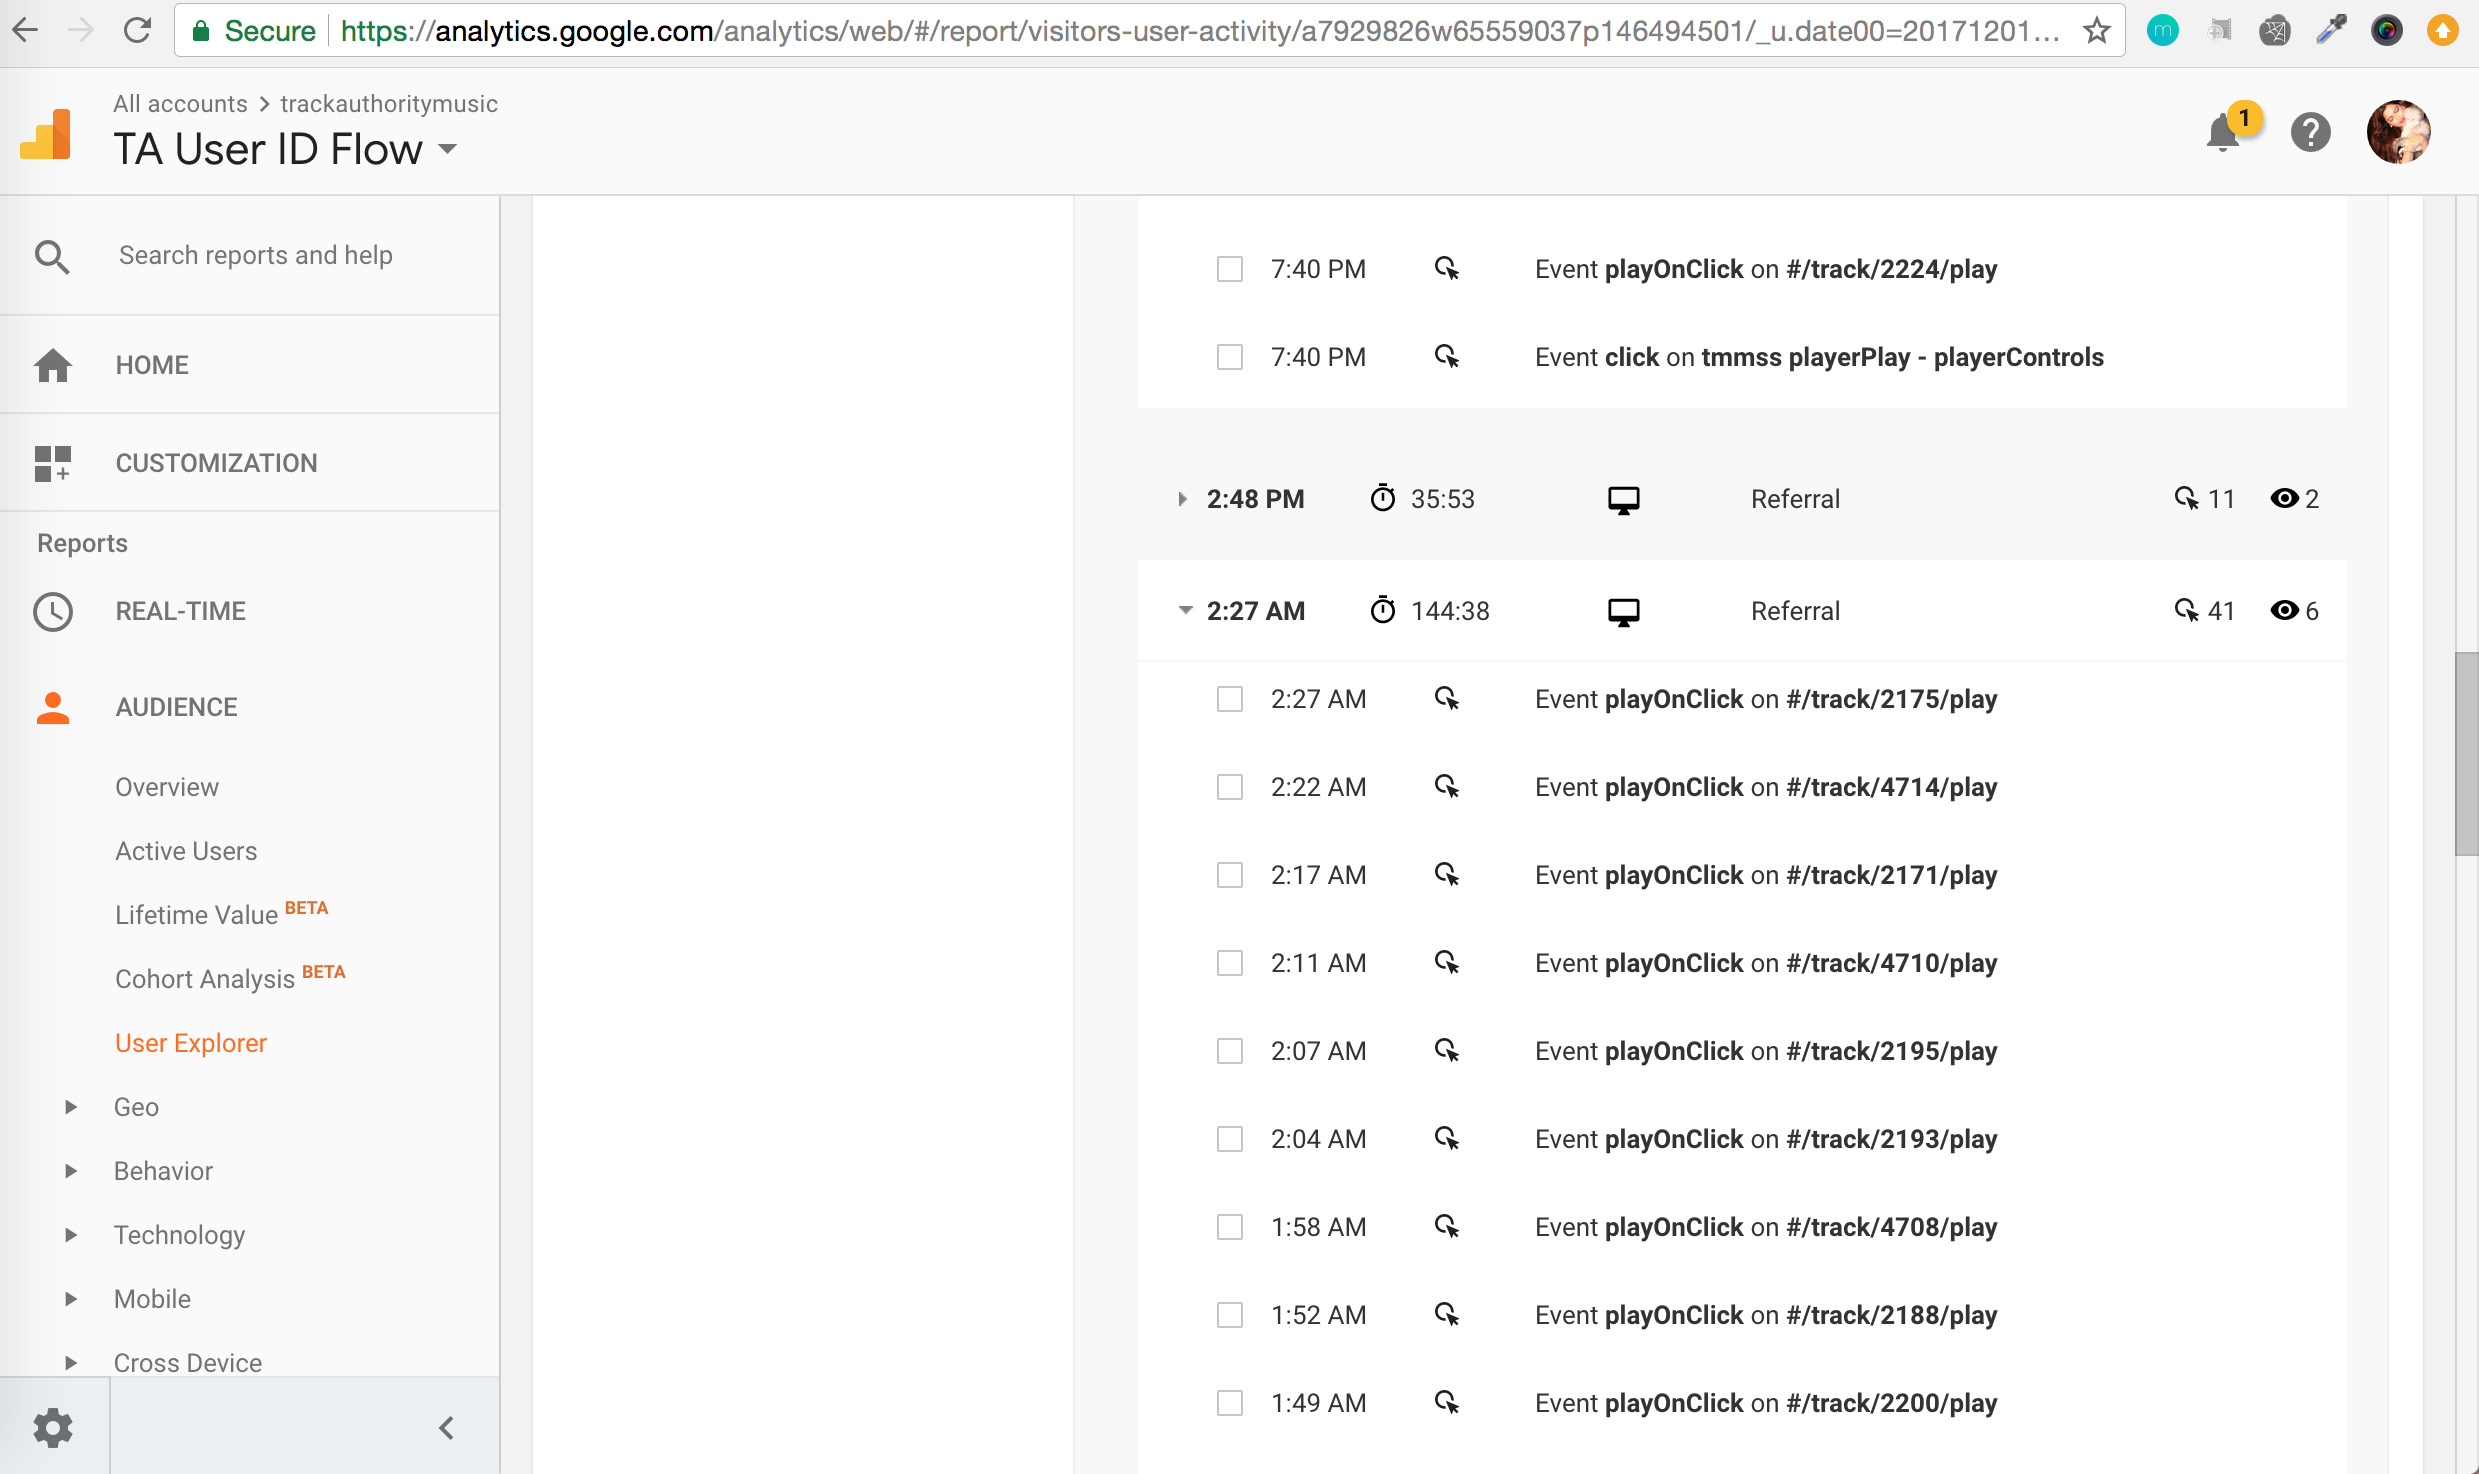 Secure https://analytics.google.com/analytics/web/#/report/visitors-user-activity/a7929826w65559037p146494501/_u.date00=20171201...
m
All accounts > trackauthoritymusic
TA User ID Flow
1
?
Search reports and help
HOME
CUSTOMIZATION
Reports
REAL-TIME
AUDIENCE
Overview
Active Users
Lifetime Value BETA
Cohort Analysis BETA
User Explorer
Geo
Behavior
Technology
Mobile
Cross Device
7:40 PM Event playOnClick on #/track/2224/play
7:40 PM Event click on tmmss playerPlay - playerControls
2:48 PM 35:53 Referral 11 2
2:27 AM 144:38 Referral 41 6
2:27 AM Event playOnClick on #/track/2175/play
2:22 AM Event playOnClick on #/track/4714/play
2:17 AM Event playOnClick on #/track/2171/play
2:11 AM Event playOnClick on #/track/4710/play
2:07 AM Event playOnClick on #/track/2195/play
2:04 AM Event playOnClick on #/track/2193/play
1:58 AM Event playOnClick on #/track/4708/play
1:52 AM Event playOnClick on #/track/2188/play
1:49 AM Event playOnClick on #/track/2200/play